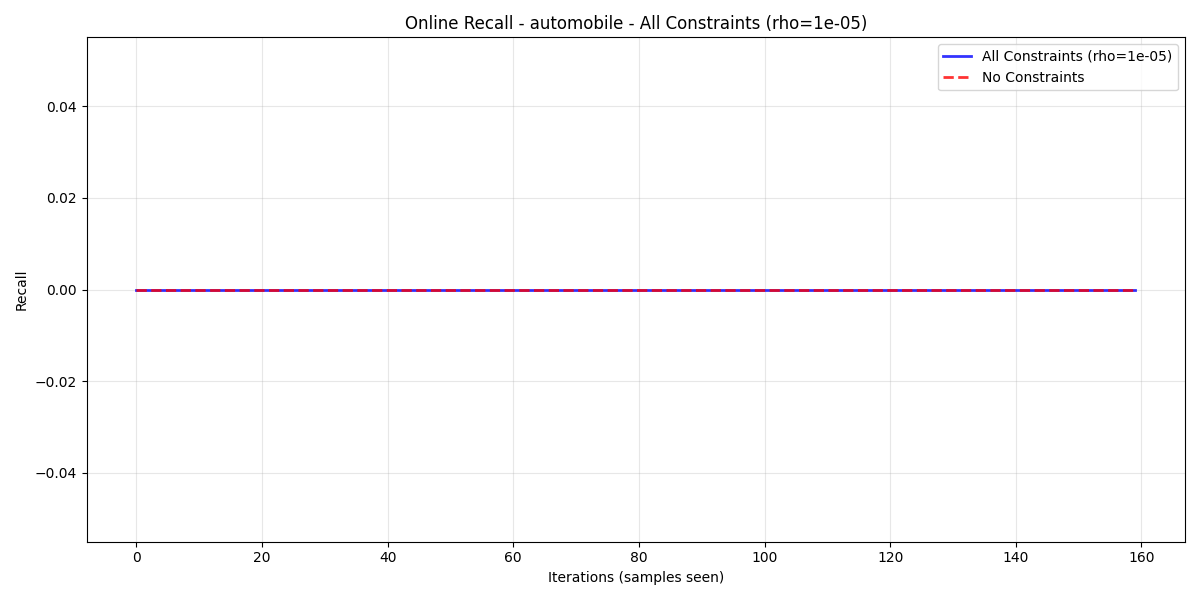 Online Recall - automobile - All Constraints (rho=1e-05)
All Constraints (rho=1e-05)
No Constraints
Recall
0.04
0.02
0.00
−0.02
−0.04
0 20 40 60 80 100 120 140 160
Iterations (samples seen)